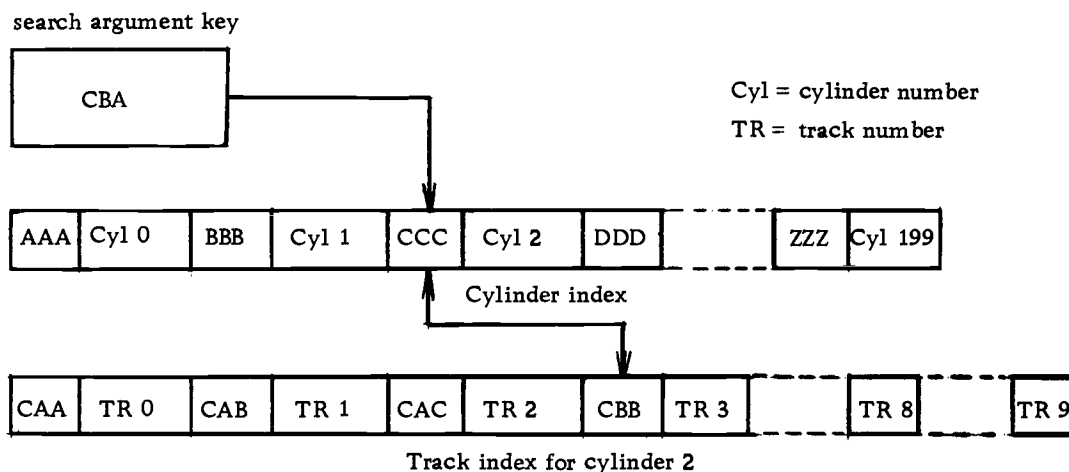 search argument key
CBA
Cyl = cylinder number
TR = track number
AAA Cyl 0 BBB Cyl 1 CCC Cyl 2 DDD ZZZ Cyl 199
Cylinder index
CAA TR 0 CAB TR 1 CAC TR 2 CBB TR 3 TR 8 TR 9
Track index for cylinder 2